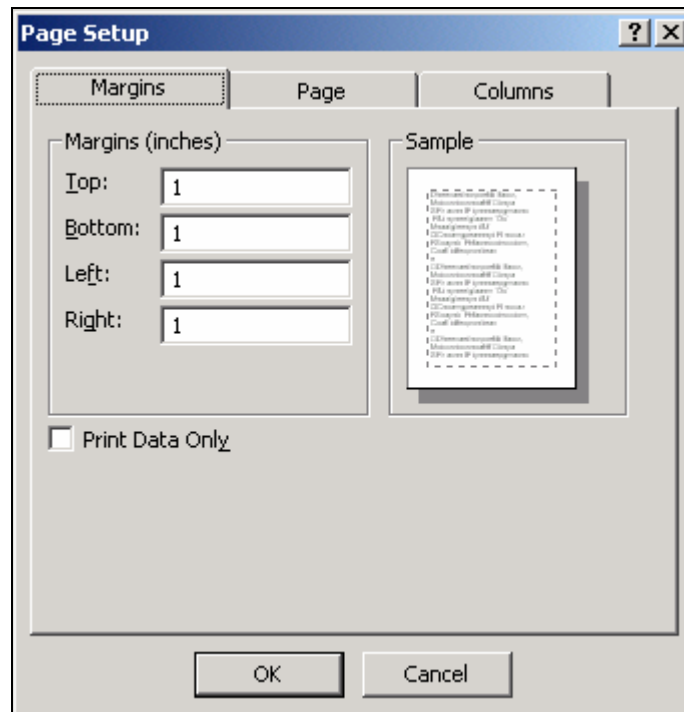 Page Setup
Margins Page Columns
Margins (inches)
Top: 1
Bottom: 1
Left: 1
Right: 1
Sample
Print Data Only
OK Cancel